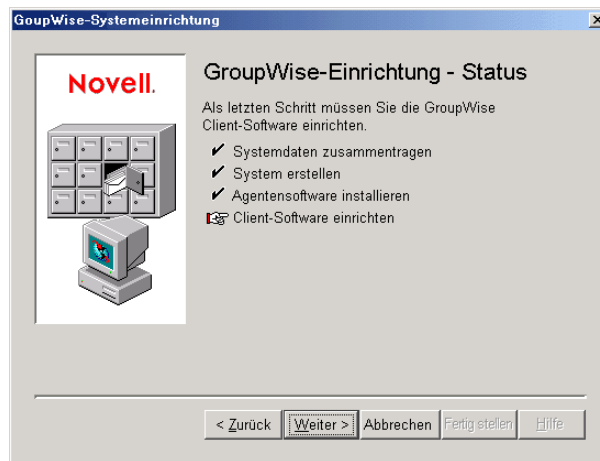 GoupWise-Systemeinrichtung
Novell.
GroupWise-Einrichtung - Status
Als letzten Schritt müssen Sie die GroupWise
Client-Software einrichten.
Systemdaten zusammentragen
System erstellen
Agentensoftware installieren
Client-Software einrichten
< Zurück
Weiter >
Abbrechen
Fertig stellen
Hilfe